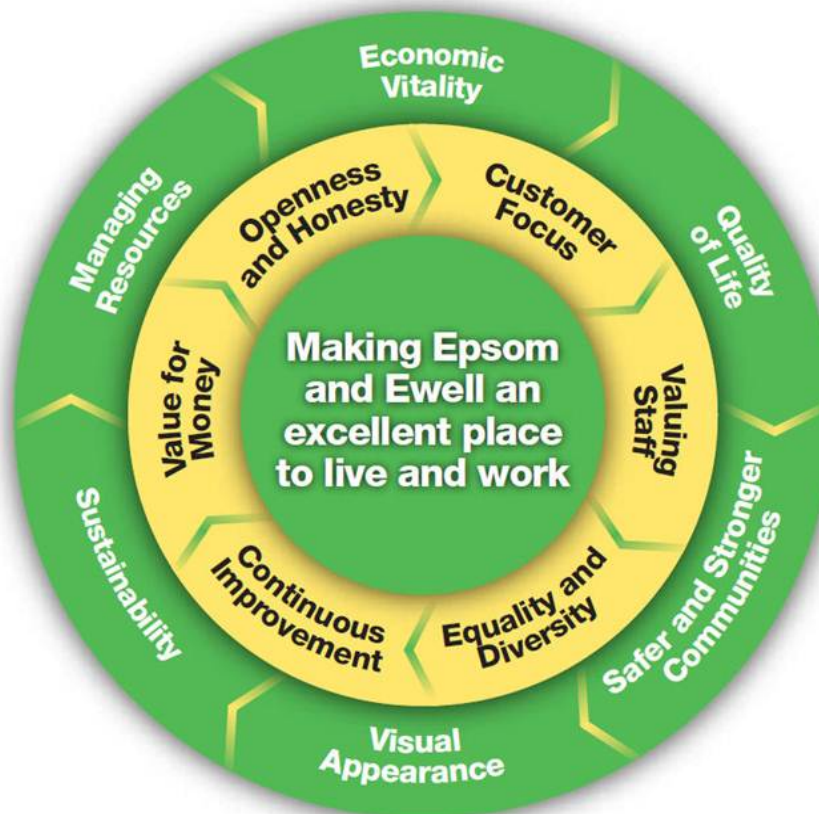 Economic
Vitality
Quality
of Life
Safer and Stronger
Communities
Visual
Appearance
Sustainability
Managing
Resources
Openness
and Honesty
Customer
Focus
Valuing
Staff
Equality and
Diversity
Continuous
Improvement
Value for
Money
Making Epsom
and Ewell an
excellent place
to live and work